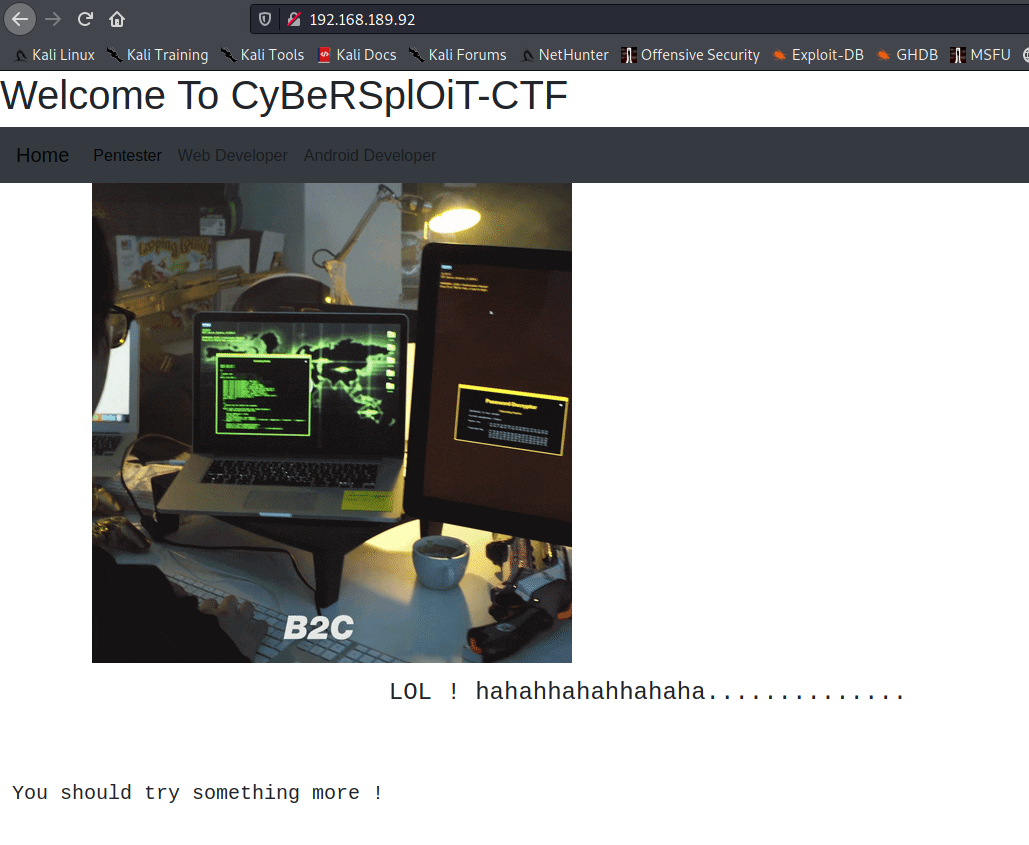 192.168.189.92
Kali Linux Kali Training Kali Tools Kali Docs Kali Forums NetHunter Offensive Security Exploit-DB GHDB MSFU
Welcome To CyBeRSplOiT-CTF
Home Pentester Web Developer Android Developer
B2C
LOL ! hahahhahahhahaha..............
You should try something more !